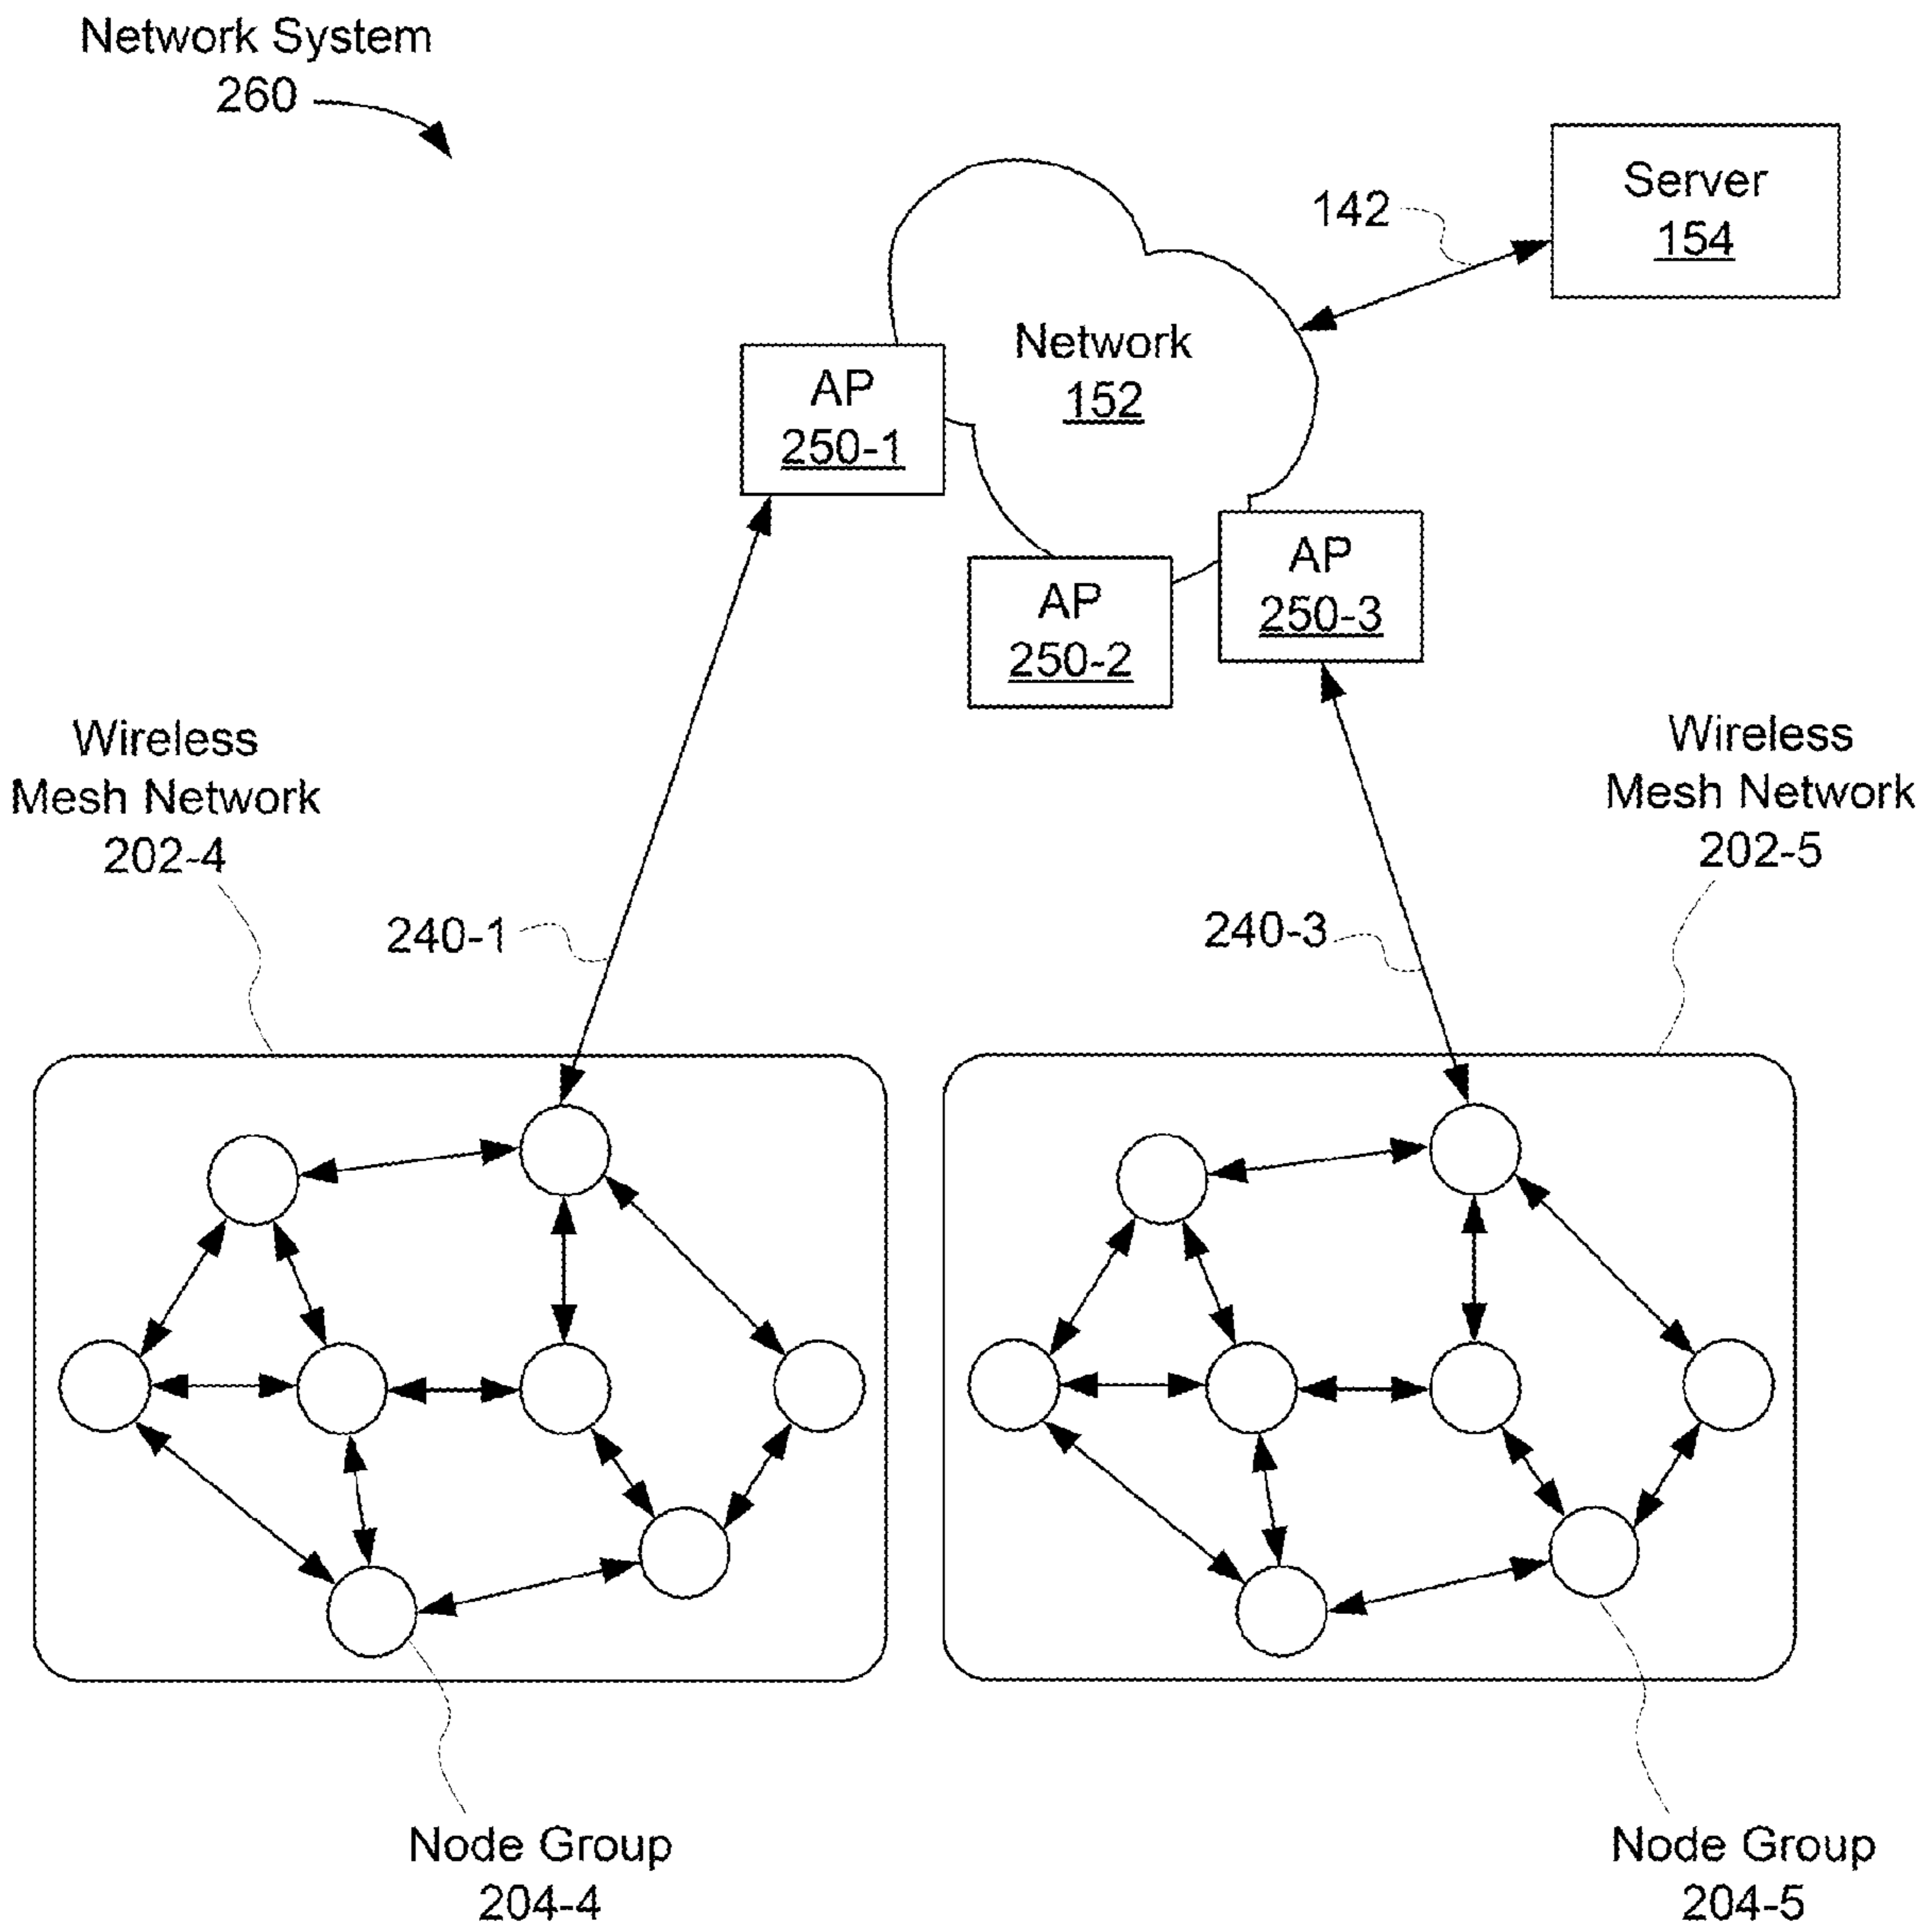 Network System
260
142
Server
154
Network
152
AP
250-1
AP
250-2
AP
250-3
Wireless
Mesh Network
202-4
Wireless
Mesh Network
202-5
240-1
240-3
Node Group
204-4
Node Group
204-5